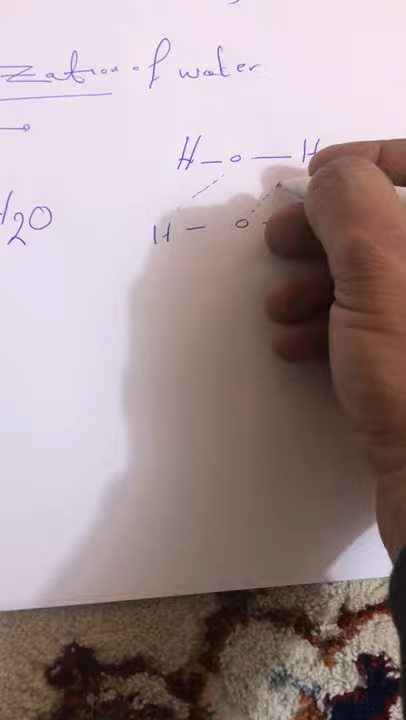 zation of water
H - O - H
H2O
H - O -